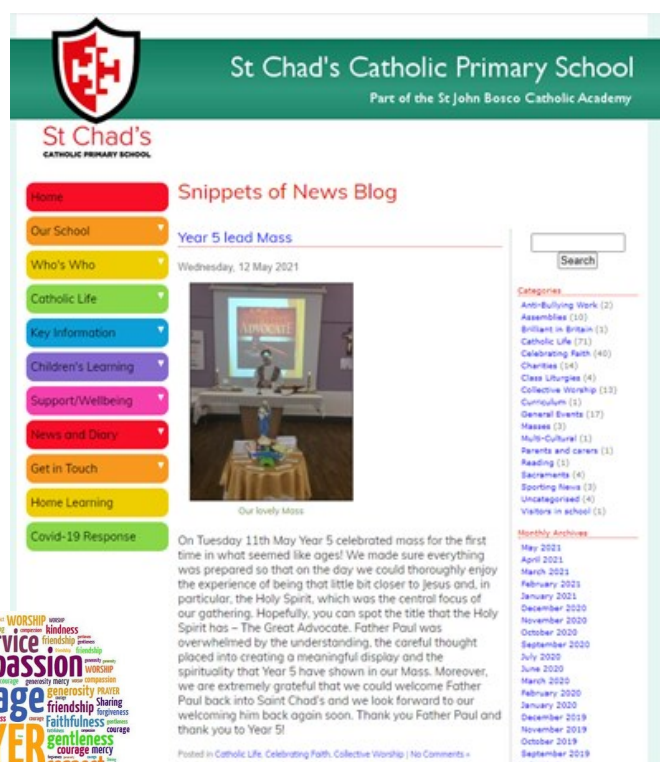 St Chad's Catholic Primary School
Part of the St John Bosco Catholic Academy
St Chad's
CATHOLIC PRIMARY SCHOOL
Home
Our School
Who's Who
Catholic Life
Key Information
Children's Learning
Support/Wellbeing
News and Diary
Get in Touch
Home Learning
Covid-19 Response
Snippets of News Blog
Year 5 lead Mass
Wednesday, 12 May 2021
ADVOCATE
Our lovely Mass
On Tuesday 11th May Year 5 celebrated mass for the first
time in what seemed like ages! We made sure everything
was prepared so that on the day we could thoroughly enjoy
the experience of being that little bit closer to Jesus and, in
particular, the Holy Spirit, which was the central focus of
our gathering. Hopefully, you can spot the title that the Holy
Spirit has – The Great Advocate. Father Paul was
overwhelmed by the understanding, the careful thought
placed into creating a meaningful display and the
spirituality that Year 5 have shown in our Mass. Moreover,
we are extremely grateful that we could welcome Father
Paul back into Saint Chad's and we look forward to our
welcoming him back again soon. Thank you Father Paul and
thank you to Year 5!
Posted in Catholic Life, Celebrating Faith, Collective Worship | No Comments »
Search
Categories
Anti-Bullying Work (2)
Assemblies (10)
Brilliant in Britain (1)
Catholic Life (71)
Celebrating Faith (40)
Charities (14)
Class Liturgies (4)
Collective Worship (13)
Curriculum (1)
General Events (17)
Masses (3)
Multi-Cultural (1)
Parents and carers (1)
Reading (1)
Sacraments (4)
Sporting News (3)
Uncategorised (4)
Visitors in school (1)
Monthly Archives
May 2021
April 2021
March 2021
February 2021
January 2021
December 2020
November 2020
October 2020
September 2020
July 2020
June 2020
March 2020
February 2020
January 2020
December 2019
November 2019
October 2019
September 2019
WORSHIP
kindness
friendship
WORSHIP
compassion
generosity mercy
generosity PRAYER
friendship Sharing
forgiveness
Faithfulness
courage
gentleness
courage mercy